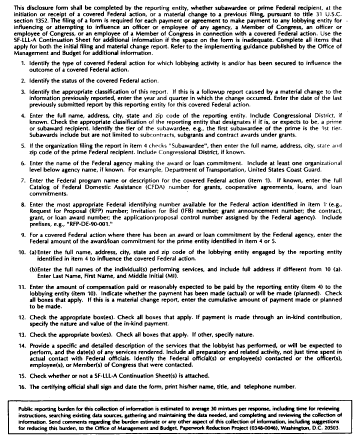 This disclosure form shall be completed by the reporting entity, whether subawardee or prime Federal recipient, at the
initiation or receipt of a covered Federal action, or a material change to a previous filing, pursuant to title 31 U.S.C.
section 1352. The filing of a form is required for each payment or agreement to make payment to any lobbying entity for
influencing or attempting to influence an officer or employee of any agency, a Member of Congress, an officer or
employee of Congress, or an employee of a Member of Congress in connection with a covered Federal action. Use the
SF-LLL-A Continuation Sheet for additional information if the space on the form is inadequate. Complete all items that
apply for both the initial filing and material change report. Refer to the implementing guidance published by the Office of
Management and Budget for additional information.
1. Identify the type of covered Federal action for which lobbying activity is and/or has been secured to influence the
outcome of a covered Federal action.
2. Identify the status of the covered Federal action.
3. Identify the appropriate classification of this report. If this is a followup report caused by a material change to the
information previously reported, enter the year and quarter in which the change occurred. Enter the date of the last
previously submitted report by this reporting entity for this covered Federal action.
4. Enter the full name, address, city, state and zip code of the reporting entity. Include Congressional District, if
known. Check the appropriate classification of the reporting entity that designates if it is, or expects to be, a prime
or subaward recipient. Identify the tier of the subawardee, e.g., the first subawardee of the prime is the 1st tier.
Subawards include but are not limited to subcontracts, subgrants and contract awards under grants.
5. If the organization filing the report in item 4 checks "Subawardee", then enter the full name, address, city, state and
zip code of the prime Federal recipient. Include Congressional District, if known.
6. Enter the name of the Federal agency making the award or loan commitment. Include at least one organizational
level below agency name, if known. For example, Department of Transportation, United States Coast Guard.
7. Enter the Federal program name or description for the covered Federal action (item 1). If known, enter the full
Catalog of Federal Domestic Assistance (CFDA) number for grants, cooperative agreements, loans, and loan
commitments.
8. Enter the most appropriate Federal identifying number available for the Federal action identified in item 1 (e.g.,
Request for Proposal (RFP) number; Invitation for Bid (IFB) number; grant announcement number; the contract,
grant, or loan award number; the application/proposal control number assigned by the Federal agency). Include
prefixes, e.g., "RFP-DE-90-001."
9. For a covered Federal action where there has been an award or loan commitment by the Federal agency, enter the
Federal amount of the award/loan commitment for the prime entity identified in item 4 or 5.
10. (a) Enter the full name, address, city, state and zip code of the lobbying entity engaged by the reporting entity
identified in item 4 to influence the covered Federal action.
(b) Enter the full names of the individual(s) performing services, and include full address if different from 10 (a).
Enter Last Name, First Name, and Middle Initial (MI).
11. Enter the amount of compensation paid or reasonably expected to be paid by the reporting entity (item 4) to the
lobbying entity (item 10). Indicate whether the payment has been made (actual) or will be made (planned). Check
all boxes that apply. If this is a material change report, enter the cumulative amount of payment made or planned
to be made.
12. Check the appropriate box(es). Check all boxes that apply. If payment is made through an in-kind contribution,
specify the nature and value of the in-kind payment.
13. Check the appropriate box(es). Check all boxes that apply. If other, specify nature.
14. Provide a specific and detailed description of the services that the lobbyist has performed, or will be expected to
perform, and the date(s) of any services rendered. Include all preparatory and related activity, not just time spent in
actual contact with Federal officials. Identify the Federal official(s) or employee(s) contacted or the officer(s),
employee(s), or Member(s) of Congress that were contacted.
15. Check whether or not a SF-LLL-A Continuation Sheet(s) is attached.
16. The certifying official shall sign and date the form, print his/her name, title, and telephone number.
Public reporting burden for this collection of information is estimated to average 30 mintues per response, including time for reviewing
instructions, searching existing data sources, gathering and maintaining the data needed, and completing and reviewing the collection of
information. Send comments regarding the burden estimate or any other aspect of this collection of information, including suggestions
for reducing this burden, to the Office of Management and Budget, Paperwork Reduction Project (0348-0046), Washington, D.C. 20503